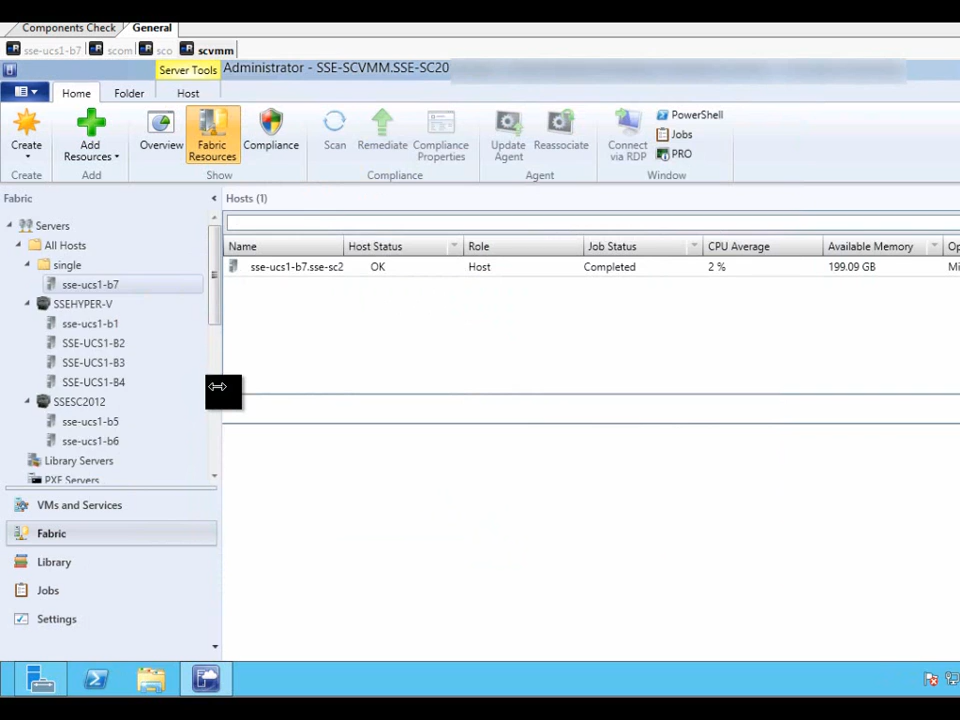 Components Check General
sse-ucs1-b7 scom sco scvmm
Server Tools Administrator - SSE-SCVMM.SSE-SC20
Home Folder Host
Create Add Resources Overview Fabric Resources Compliance Scan Remediate Compliance Properties Update Agent Reassociate Connect via RDP PowerShell
Jobs
PRO
Create Add Show Compliance Agent Window
Fabric
Hosts (1)
Servers
All Hosts
single
sse-ucs1-b7
SSEHYPER-V
sse-ucs1-b1
SSE-UCS1-B2
SSE-UCS1-B3
SSE-UCS1-B4
SSESC2012
sse-ucs1-b5
sse-ucs1-b6
Library Servers
PXE Servers
Name Host Status Role Job Status CPU Average Available Memory Op
sse-ucs1-b7.sse-sc2 OK Host Completed 2 % 199.09 GB Mi
VMs and Services
Fabric
Library
Jobs
Settings